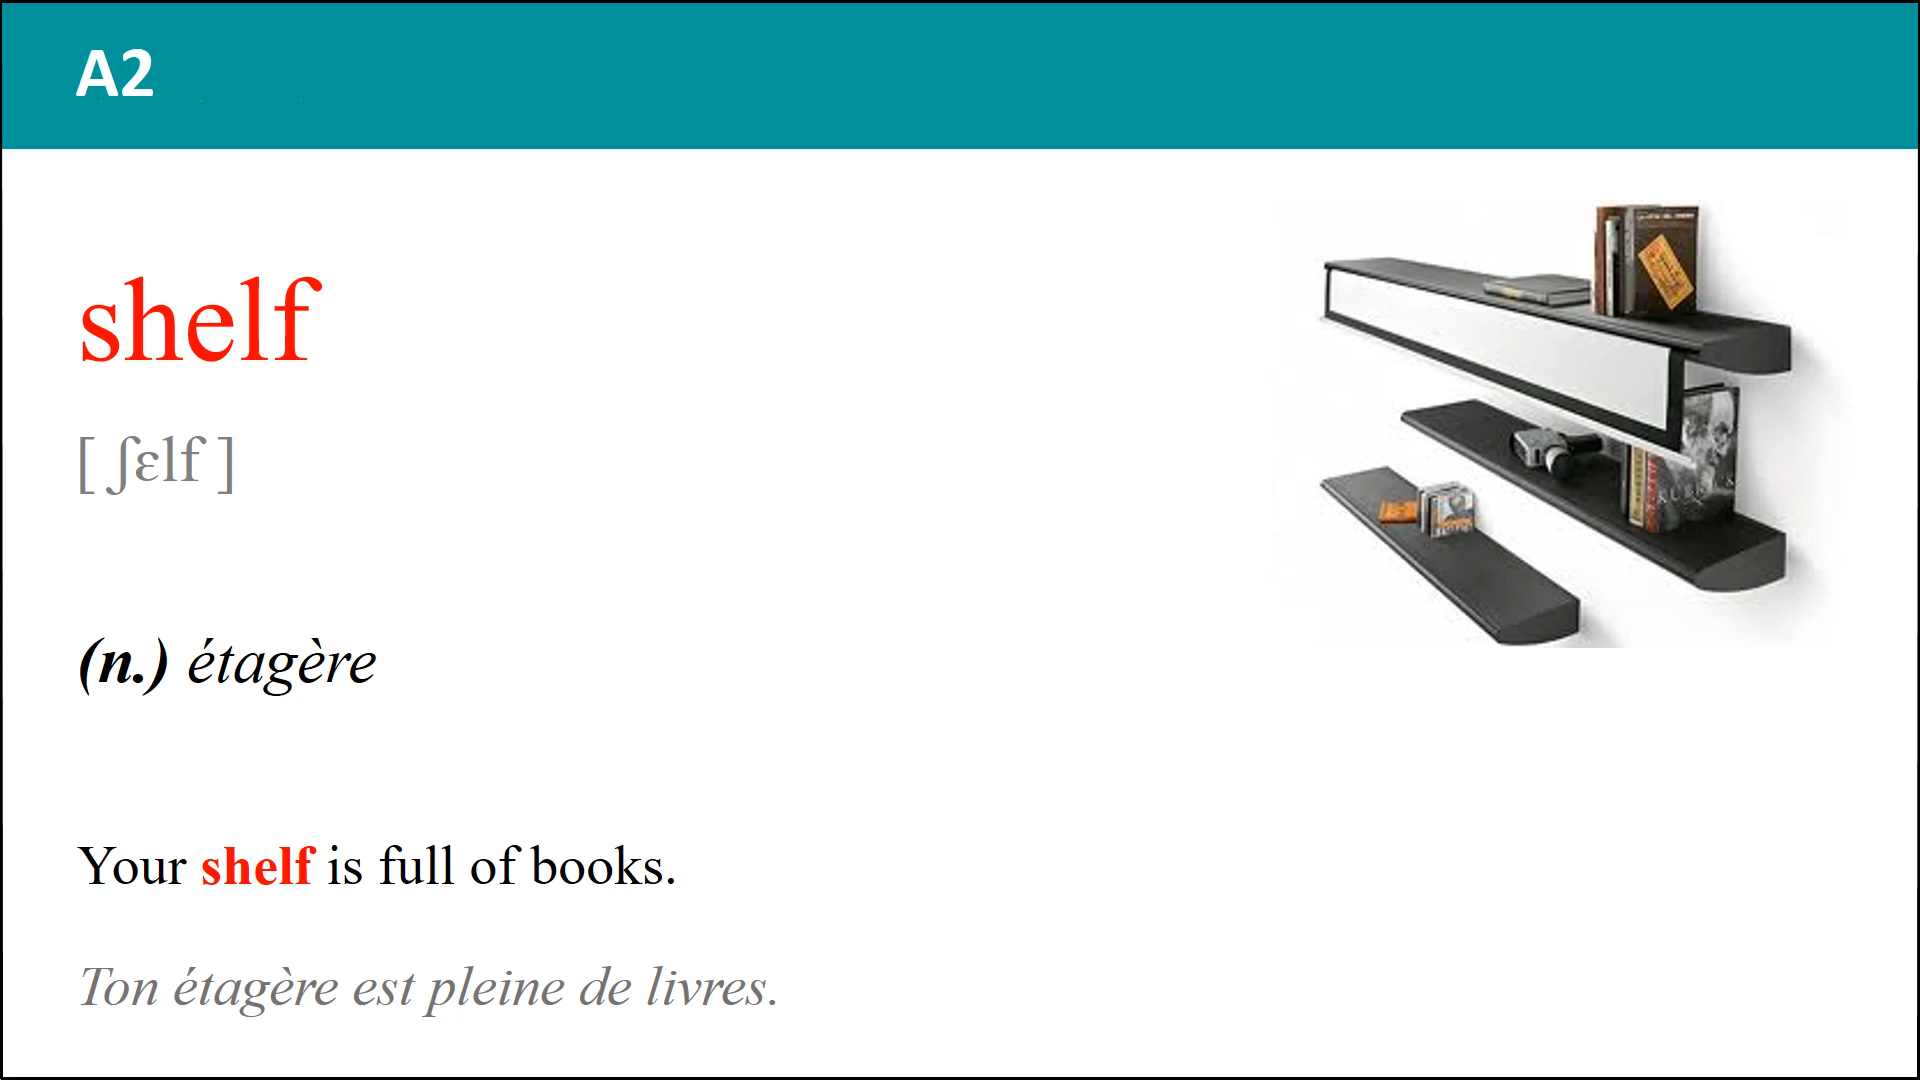 A2
shelf
[ ʃɛlf ]
(n.) étagère
Your shelf is full of books.
Ton étagère est pleine de livres.